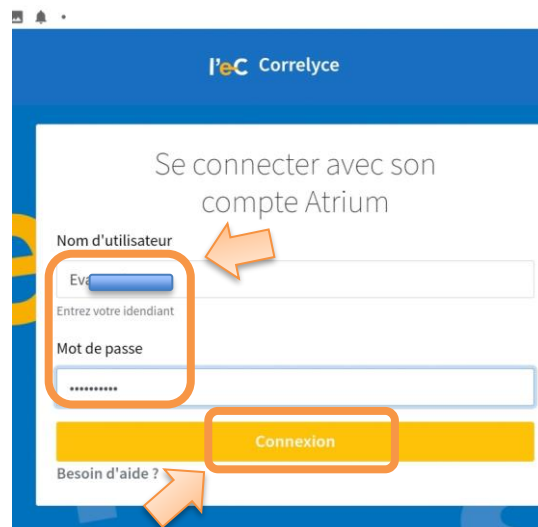 l'eC Correlyce
Se connecter avec son
compte Atrium
Nom d'utilisateur
Eva
Entrez votre idendiant
Mot de passe
••••••••••
Connexion
Besoin d'aide ?